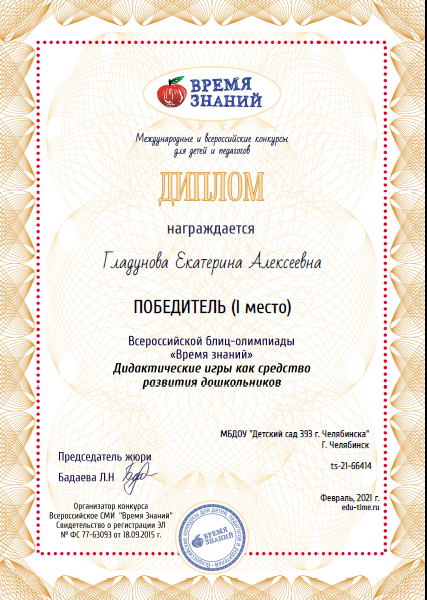 ВРЕМЯ
ЗНАНИЙ
Международные и всероссийские конкурсы
для детей и педагогов
ДИПЛОМ
награждается
Гладунова Екатерина Алексеевна
ПОБЕДИТЕЛЬ (I место)
Всероссийской блиц-олимпиады
«Время знаний»
Дидактические игры как средство
развития дошкольников
МБДОУ "Детский сад 393 г. Челябинска"
Г. Челябинск
Председатель жюри
ts-21-66414
Бадаева Л.Н
Февраль, 2021 г.
edu-time.ru
Организатор конкурса
Всероссийское СМИ "Время Знаний"
Свидетельство о регистрации ЭЛ
№ ФС 77-63093 от 18.09.2015 г.
ВРЕМЯ
ЗНАНИЙ